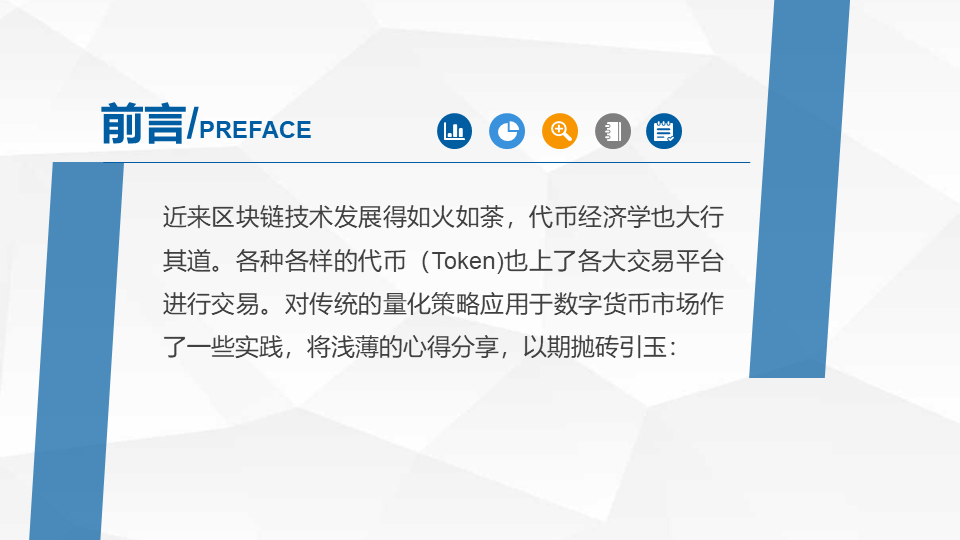 前言/PREFACE
近来区块链技术发展得如火如荼，代币经济学也大行
其道。各种各样的代币（Token)也上了各大交易平台
进行交易。对传统的量化策略应用于数字货币市场作
了一些实践，将浅薄的心得分享，以期抛砖引玉：